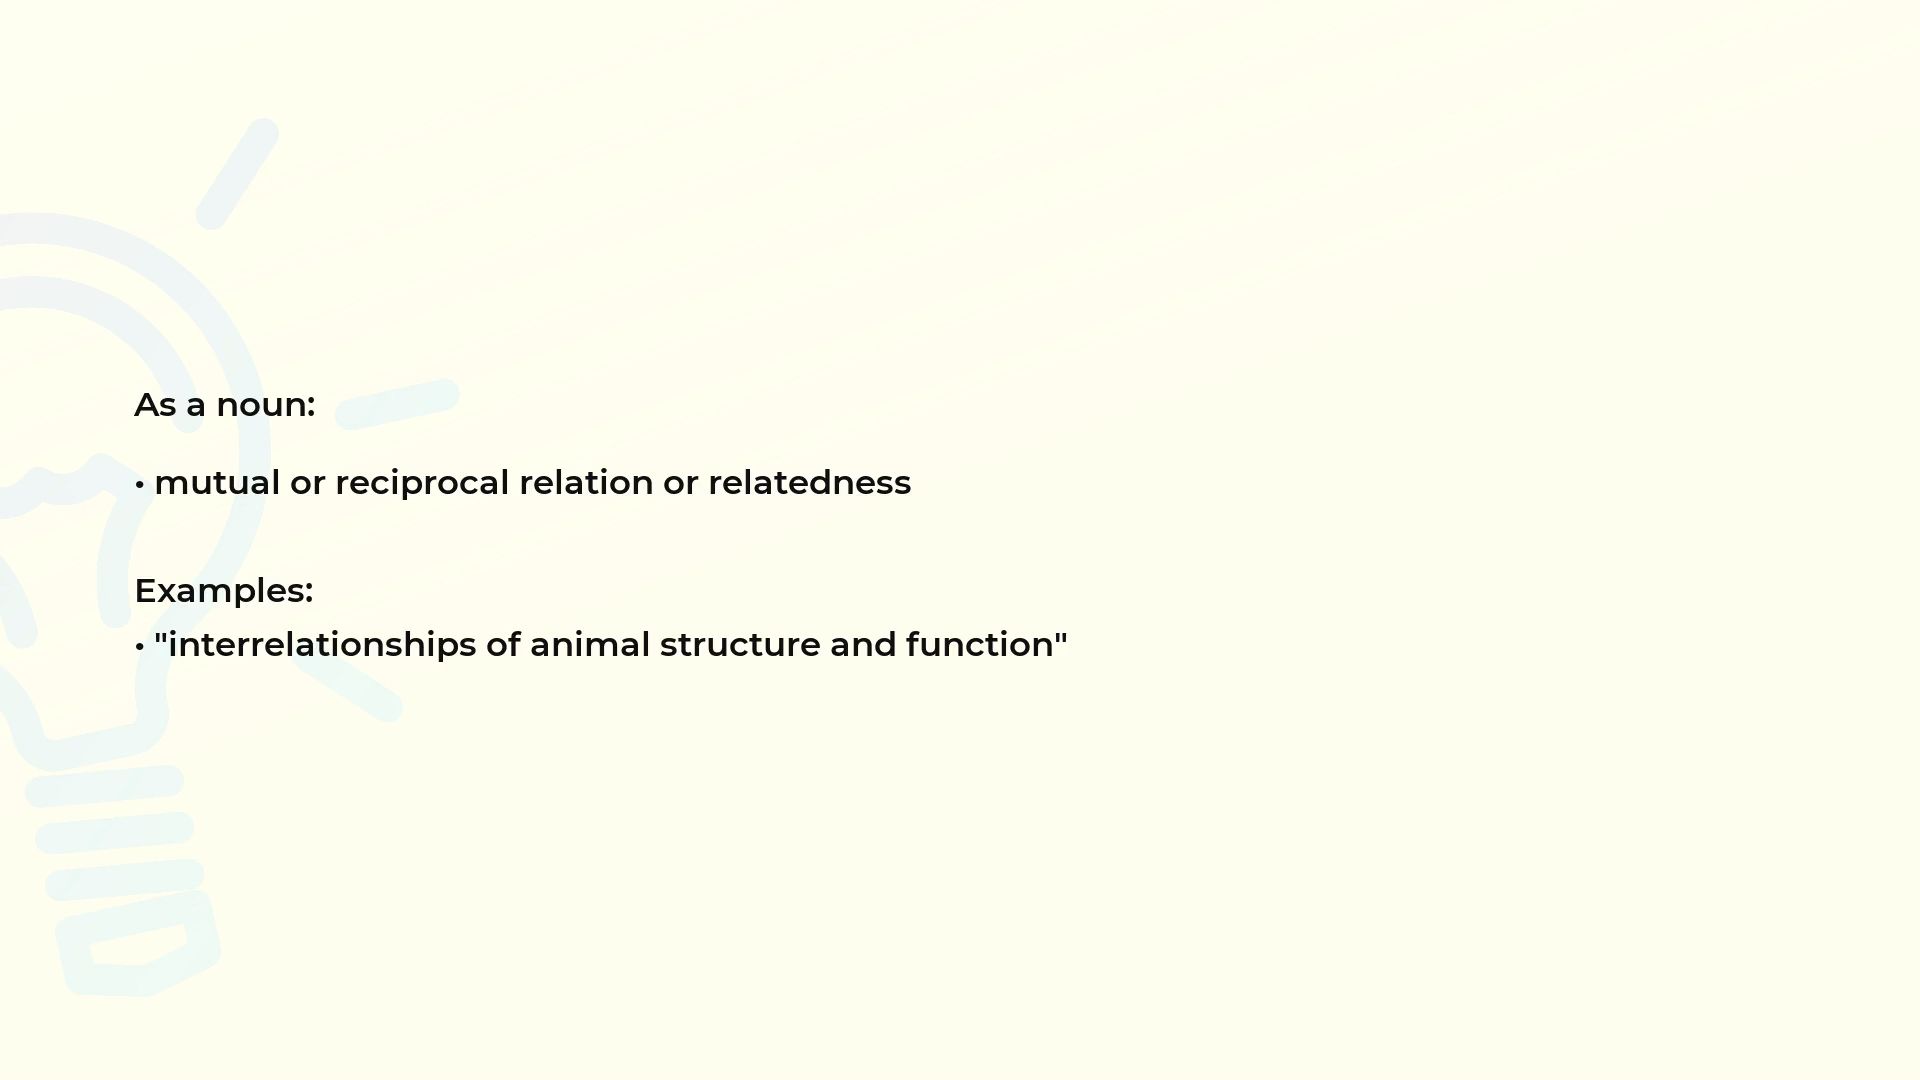 As a noun:
• mutual or reciprocal relation or relatedness
Examples:
• "interrelationships of animal structure and function"